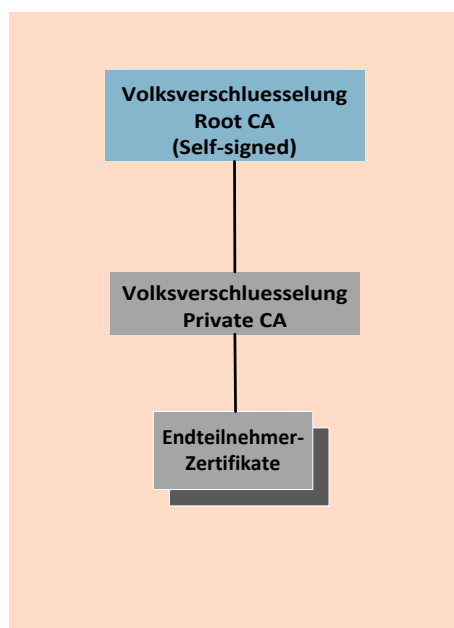 Volksverschluesselung
Root CA
(Self-signed)
Volksverschluesselung
Private CA
Endteilnehmer-
Zertifikate